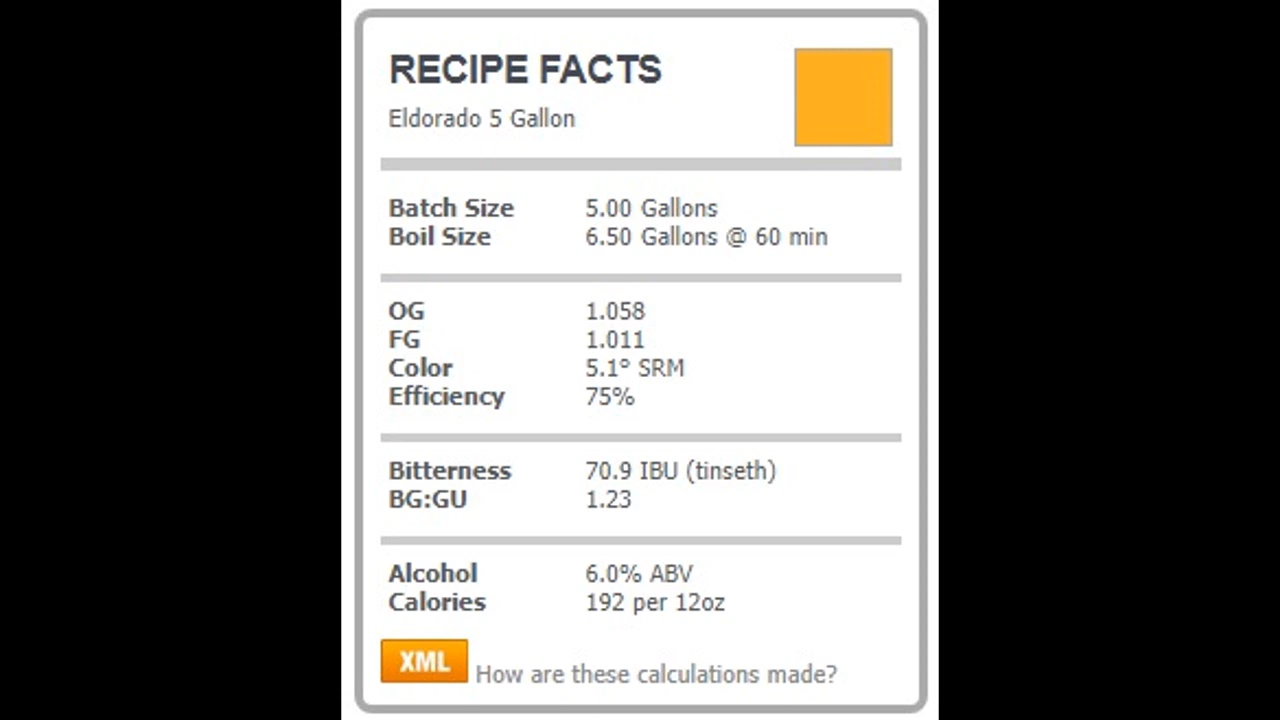 RECIPE FACTS
Eldorado 5 Gallon
Batch Size 5.00 Gallons
Boil Size 6.50 Gallons @ 60 min
OG 1.058
FG 1.011
Color 5.1° SRM
Efficiency 75%
Bitterness 70.9 IBU (tinseth)
BG:GU 1.23
Alcohol 6.0% ABV
Calories 192 per 12oz
XML How are these calculations made?